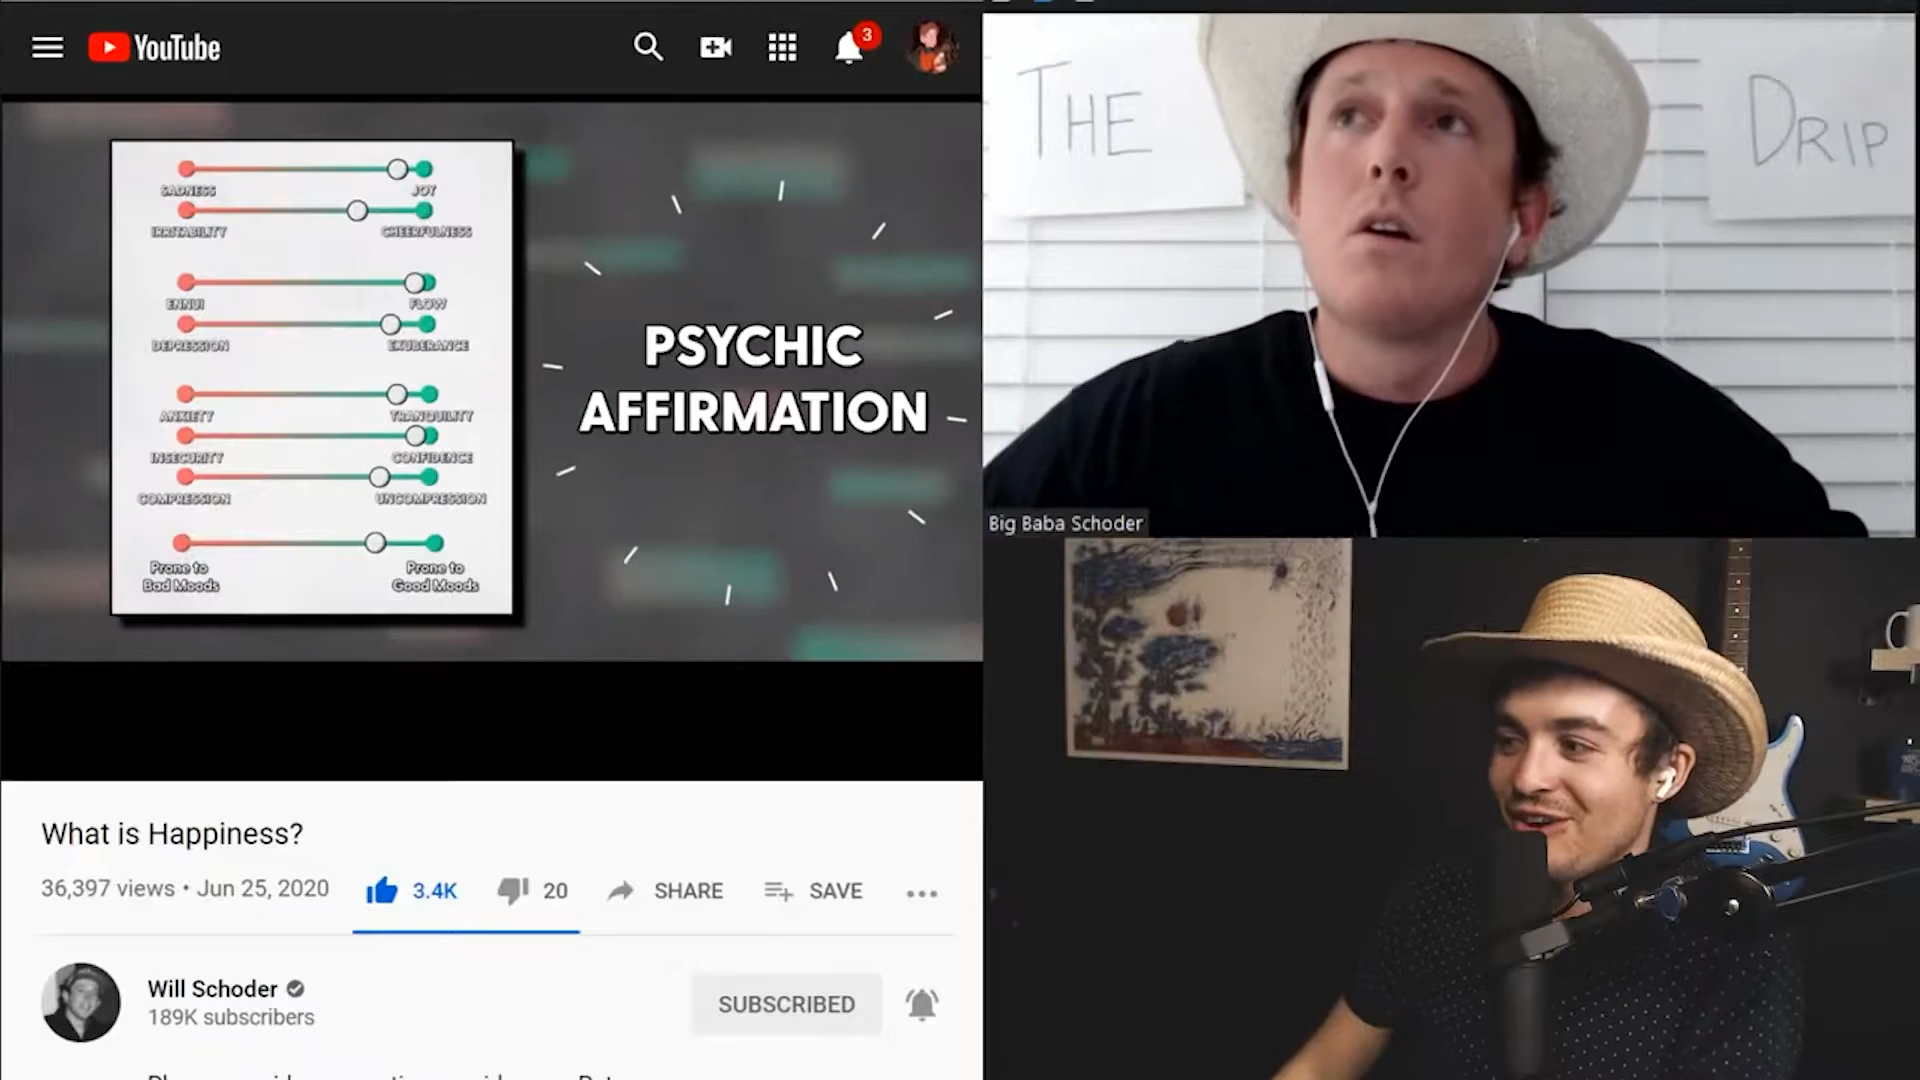 YouTube
3
SADNESS JOY
IRRITABILITY CHEERFULNESS
ENNUI FLOW
DEPRESSION EXUBERANCE
ANXIETY TRANQUILITY
INSECURITY CONFIDENCE
COMPRESSION UNCOMPRESSION
Prone to Bad Moods
Prone to Good Moods
PSYCHIC
AFFIRMATION
What is Happiness?
36,397 views • Jun 25, 2020 3.4K 20 SHARE SAVE
Will Schoder
189K subscribers
SUBSCRIBED
THE DRIP
Big Baba Schoder